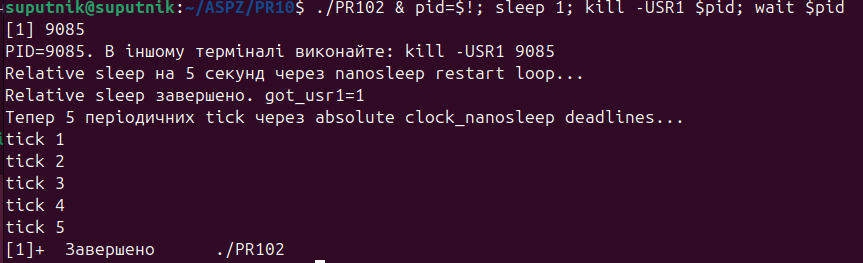 suputnik@suputnik:~/ASPZ/PR10$ ./PR102 & pid=$!; sleep 1; kill -USR1 $pid; wait $pid
[1] 9085
PID=9085. В іншому терміналі виконайте: kill -USR1 9085
Relative sleep на 5 секунд через nanosleep restart loop...
Relative sleep завершено. got_usr1=1
Тепер 5 періодичних tick через absolute clock_nanosleep deadlines...
tick 1
tick 2
tick 3
tick 4
tick 5
[1]+  Завершено      ./PR102